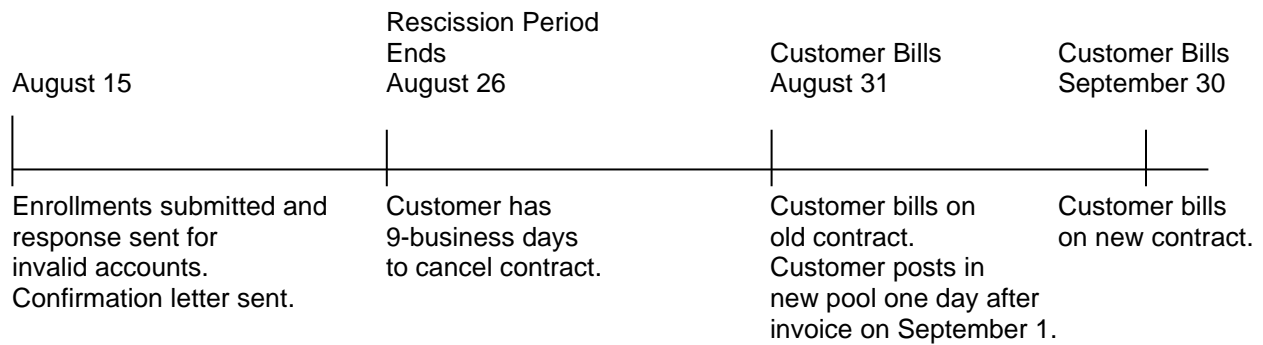 August 15
Rescission Period
Ends
August 26
Customer Bills
August 31
Customer Bills
September 30
Enrollments submitted and
response sent for
invalid accounts.
Confirmation letter sent.
Customer has
9-business days
to cancel contract.
Customer bills on
old contract.
Customer posts in
new pool one day after
invoice on September 1.
Customer bills
on new contract.